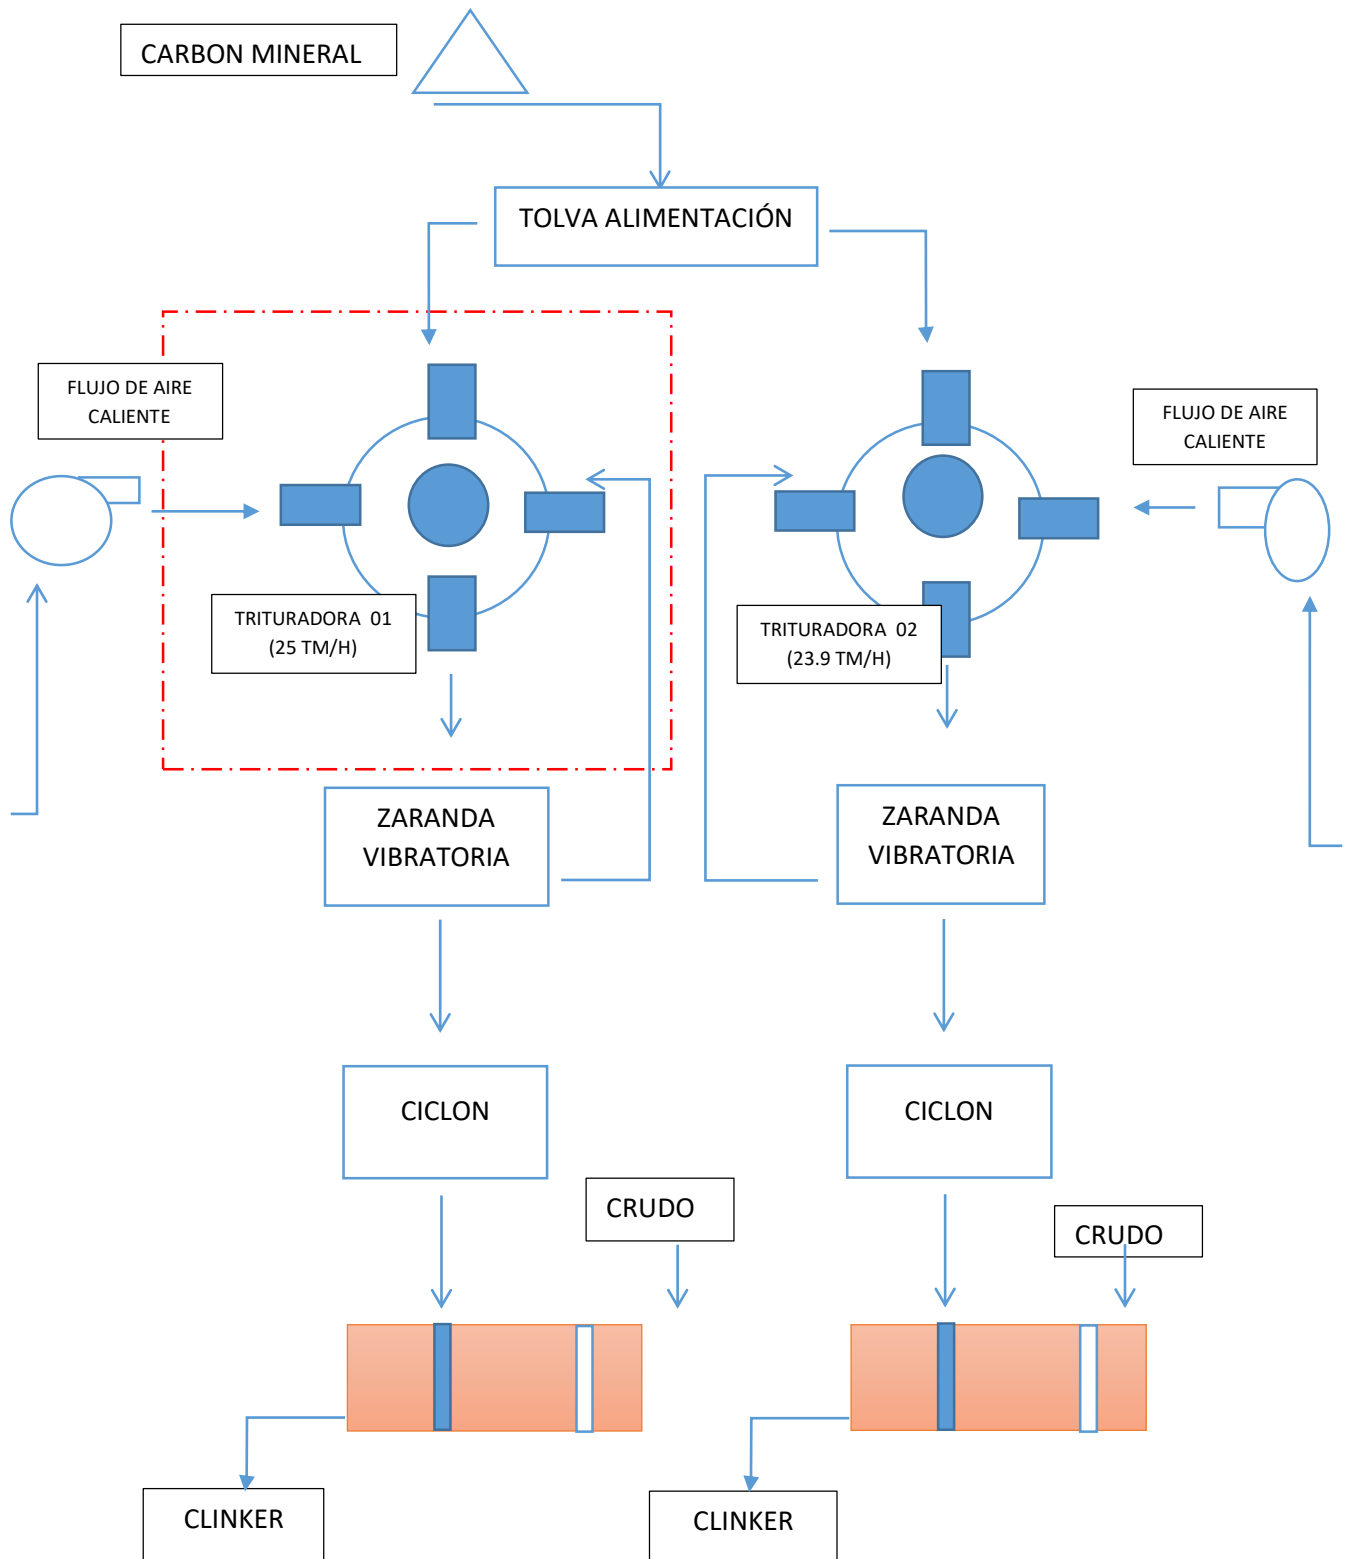 CARBON MINERAL
TOLVA ALIMENTACIÓN
FLUJO DE AIRE
CALIENTE
FLUJO DE AIRE
CALIENTE
TRITURADORA 01
(25 TM/H)
TRITURADORA 02
(23.9 TM/H)
ZARANDA
VIBRATORIA
ZARANDA
VIBRATORIA
CICLON
CICLON
CRUDO
CRUDO
CLINKER
CLINKER